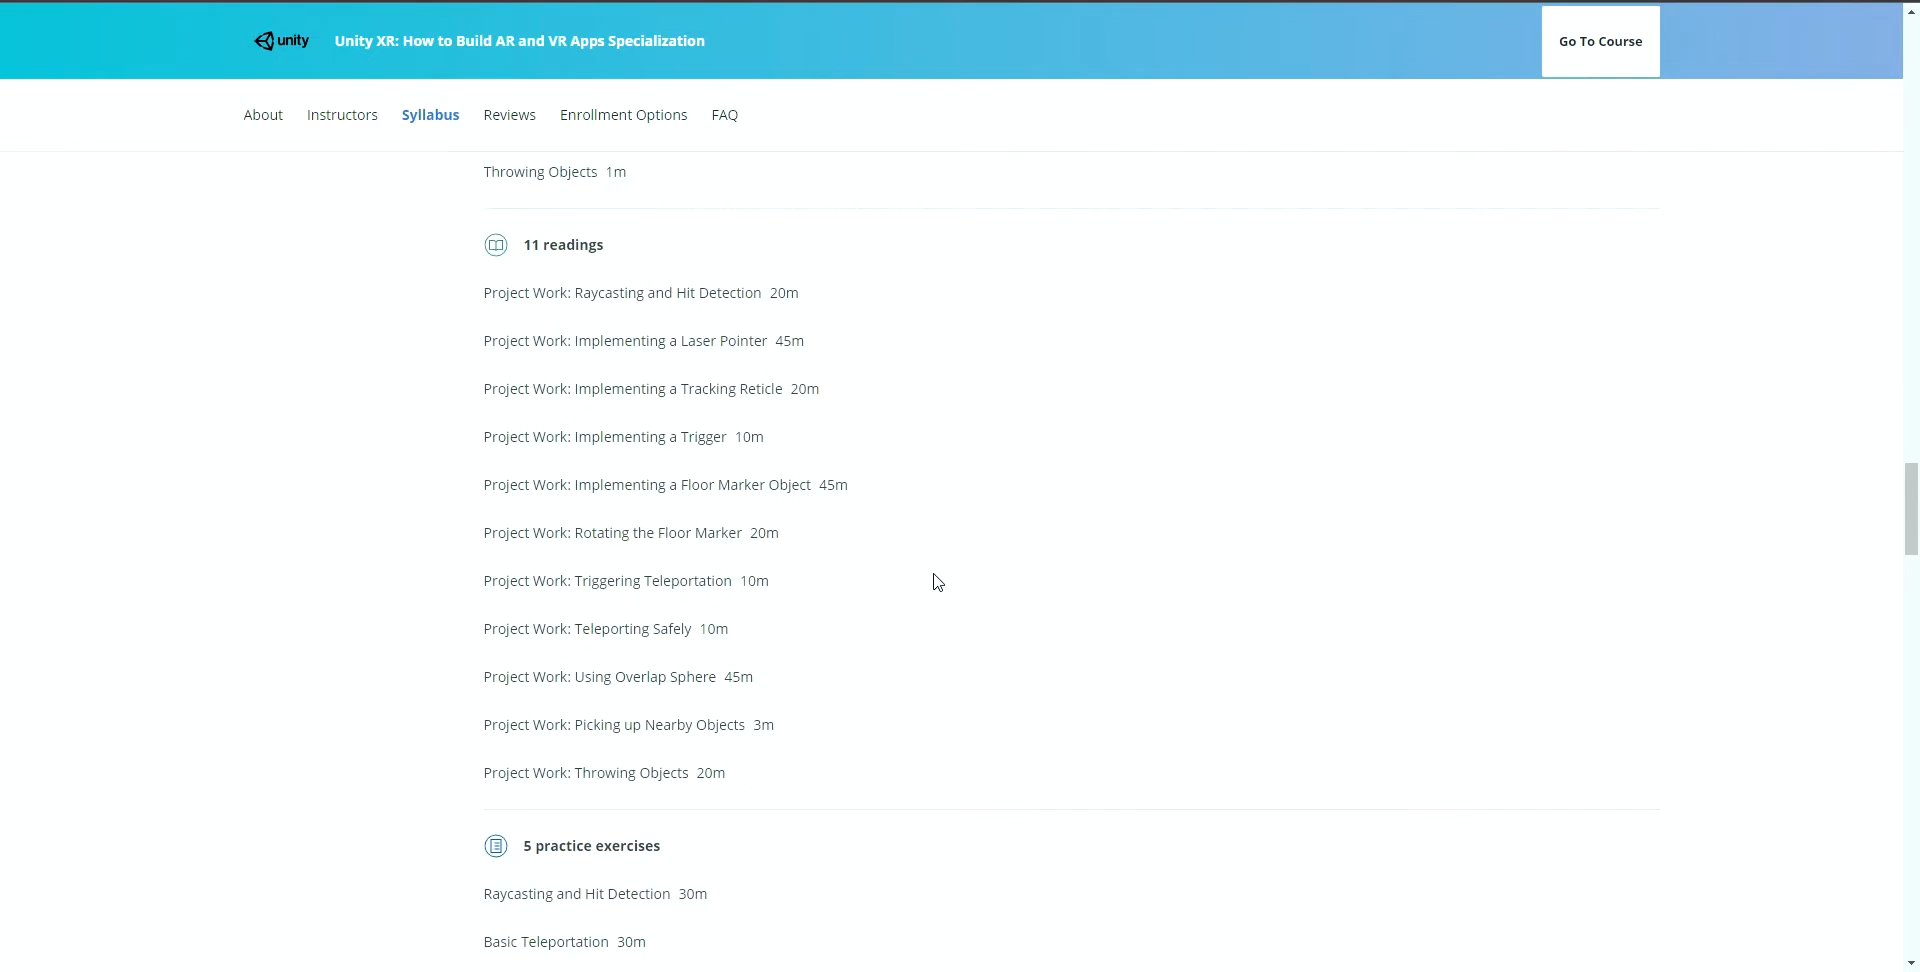 unity
Unity XR: How to Build AR and VR Apps Specialization
Go To Course
About Instructors Syllabus Reviews Enrollment Options FAQ
Throwing Objects 1m
11 readings
Project Work: Raycasting and Hit Detection 20m
Project Work: Implementing a Laser Pointer 45m
Project Work: Implementing a Tracking Reticle 20m
Project Work: Implementing a Trigger 10m
Project Work: Implementing a Floor Marker Object 45m
Project Work: Rotating the Floor Marker 20m
Project Work: Triggering Teleportation 10m
Project Work: Teleporting Safely 10m
Project Work: Using Overlap Sphere 45m
Project Work: Picking up Nearby Objects 3m
Project Work: Throwing Objects 20m
5 practice exercises
Raycasting and Hit Detection 30m
Basic Teleportation 30m